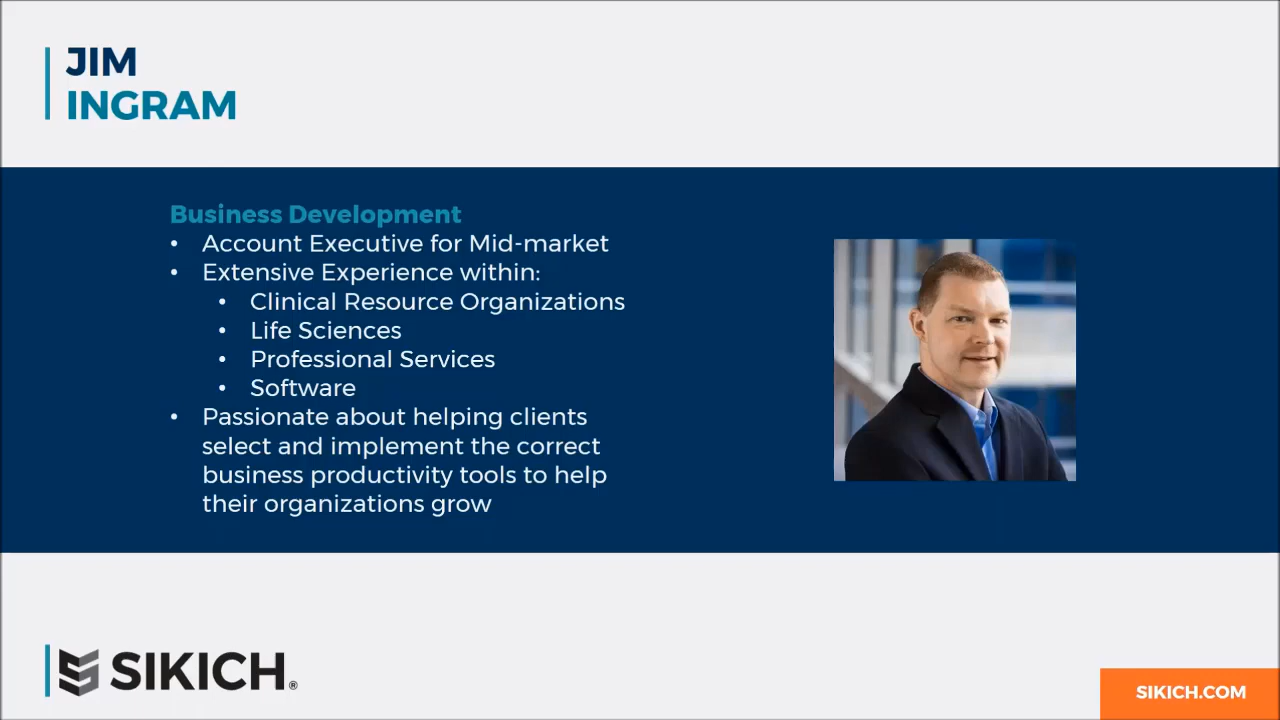 JIM
INGRAM
Business Development
• Account Executive for Mid-market
• Extensive Experience within:
• Clinical Resource Organizations
• Life Sciences
• Professional Services
• Software
• Passionate about helping clients
select and implement the correct
business productivity tools to help
their organizations grow
SIKICH®
SIKICH.COM